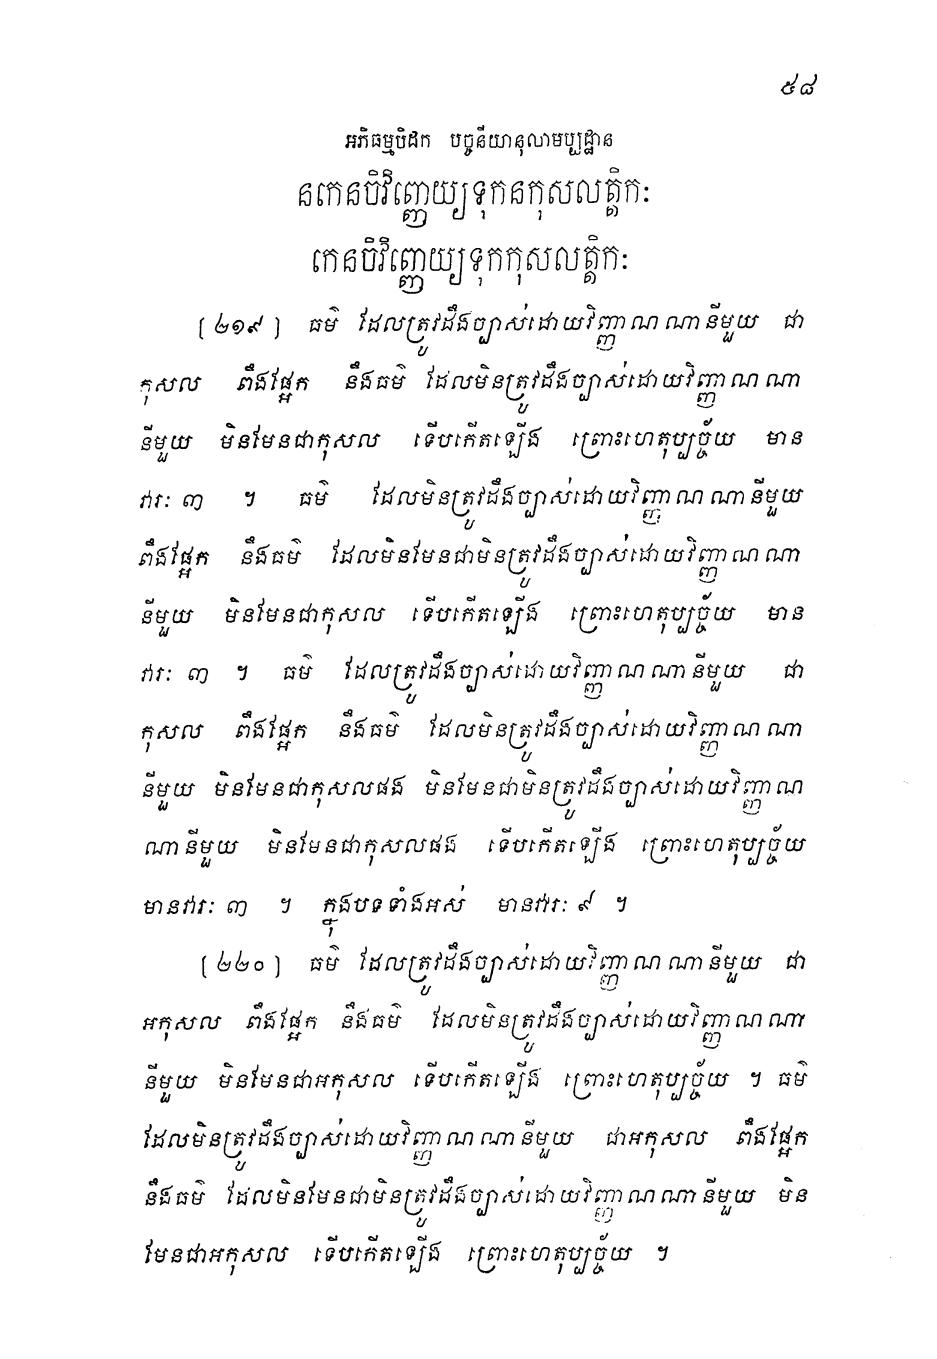 ៥៨
អភិធម្មបិដក បច្ចនីយានុលោមប្បដ្ឋាន
នកេនចិវិញ្ញេយ្យទុកនកុសលត្តិកៈ
កេនចិវិញ្ញេយ្យទុកកុសលត្តិកៈ
(២១៩) ធម៌ ដែលត្រូវដឹងច្បាស់ដោយវិញ្ញាណណានីមួយ ជា
កុសល ពឹងផ្អែក នឹងធម៌ ដែលមិនត្រូវដឹងច្បាស់ដោយវិញ្ញាណណា
នីមួយ មិនមែនជាកុសល ទើបកើតឡើង ព្រោះហេតុប្បច្ច័យ មាន
វារៈ ៣ ។ ធម៌ ដែលមិនត្រូវដឹងច្បាស់ដោយវិញ្ញាណណានីមួយ
ពឹងផ្អែក នឹងធម៌ ដែលមិនមែនជាមិនត្រូវដឹងច្បាស់ដោយវិញ្ញាណណា
នីមួយ មិនមែនជាកុសល ទើបកើតឡើង ព្រោះហេតុប្បច្ច័យ មាន
វារៈ ៣ ។ ធម៌ ដែលត្រូវដឹងច្បាស់ដោយវិញ្ញាណណានីមួយ ជា
កុសល ពឹងផ្អែក នឹងធម៌ ដែលមិនត្រូវដឹងច្បាស់ដោយវិញ្ញាណណា
នីមួយ មិនមែនជាកុសលផង មិនមែនជាមិនត្រូវដឹងច្បាស់ដោយវិញ្ញាណ
ណានីមួយ មិនមែនជាកុសលផង ទើបកើតឡើង ព្រោះហេតុប្បច្ច័យ
មានវារៈ ៣ ។ ក្នុងបទទាំងអស់ មានវារៈ ៩ ។
(២២០) ធម៌ ដែលត្រូវដឹងច្បាស់ដោយវិញ្ញាណណានីមួយ ជា
អកុសល ពឹងផ្អែក នឹងធម៌ ដែលមិនត្រូវដឹងច្បាស់ដោយវិញ្ញាណណា
នីមួយ មិនមែនជាអកុសល ទើបកើតឡើង ព្រោះហេតុប្បច្ច័យ ។ ធម៌
ដែលមិនត្រូវដឹងច្បាស់ដោយវិញ្ញាណណានីមួយ ជាអកុសល ពឹងផ្អែក
នឹងធម៌ ដែលមិនមែនជាមិនត្រូវដឹងច្បាស់ដោយវិញ្ញាណណានីមួយ មិន
មែនជាអកុសល ទើបកើតឡើង ព្រោះហេតុប្បច្ច័យ ។